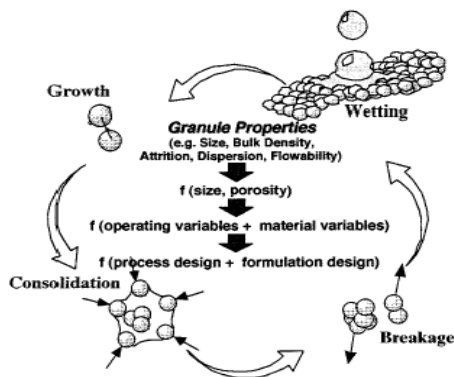 Growth
Wetting
Granule Properties
(e.g. Size, Bulk Density,
Attrition, Dispersion, Flowability)
f (size, porosity)
f (operating variables + material variables)
f (process design + formulation design)
Consolidation
Breakage